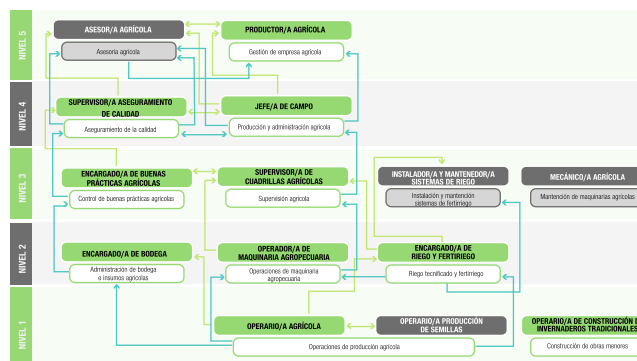 NIVEL 5
ASESOR/A AGRÍCOLA
Asesoría agrícola
PRODUCTOR/A AGRÍCOLA
Gestión de empresa agrícola
NIVEL 4
SUPERVISOR/A ASEGURAMIENTO
DE CALIDAD
Aseguramiento de la calidad
JEFE/A DE CAMPO
Producción y administración agrícola
NIVEL 3
ENCARGADO/A DE BUENAS
PRÁCTICAS AGRÍCOLAS
Control de buenas prácticas agrícolas
SUPERVISOR/A DE
CUADRILLAS AGRÍCOLAS
Supervisión agrícola
INSTALADOR/A Y MANTENEDOR/A
SISTEMAS DE RIEGO
Instalación y mantención
sistemas de fertiriego
MECÁNICO/A AGRÍCOLA
Mantención de maquinarias agrícolas
NIVEL 2
ENCARGADO/A DE BODEGA
Administración de bodega
e insumos agrícolas
OPERADOR/A DE
MAQUINARIA AGROPECUARIA
Operaciones de maquinaria
agropecuaria
ENCARGADO/A DE
RIEGO Y FERTIRIEGO
Riego tecnificado y fertiriego
NIVEL 1
OPERARIO/A AGRÍCOLA
Operaciones de producción agrícola
OPERARIO/A PRODUCCIÓN
DE SEMILLAS
OPERARIO/A DE CONSTRUCCIÓN D
INVERNADEROS TRADICIONALES
Construcción de obras menores